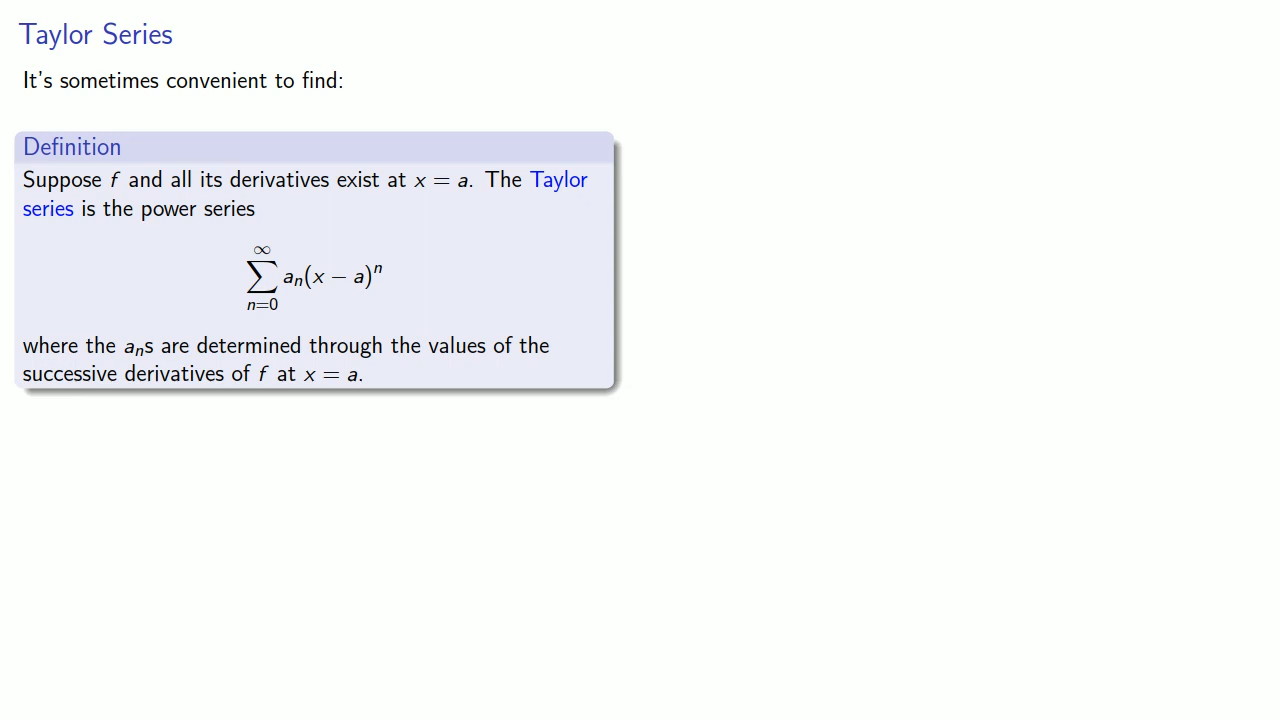 Taylor Series
It's sometimes convenient to find:
Definition
Suppose f and all its derivatives exist at x = a. The Taylor
series is the power series
∞
∑ aₙ(x − a)ⁿ
n=0
where the aₙs are determined through the values of the
successive derivatives of f at x = a.